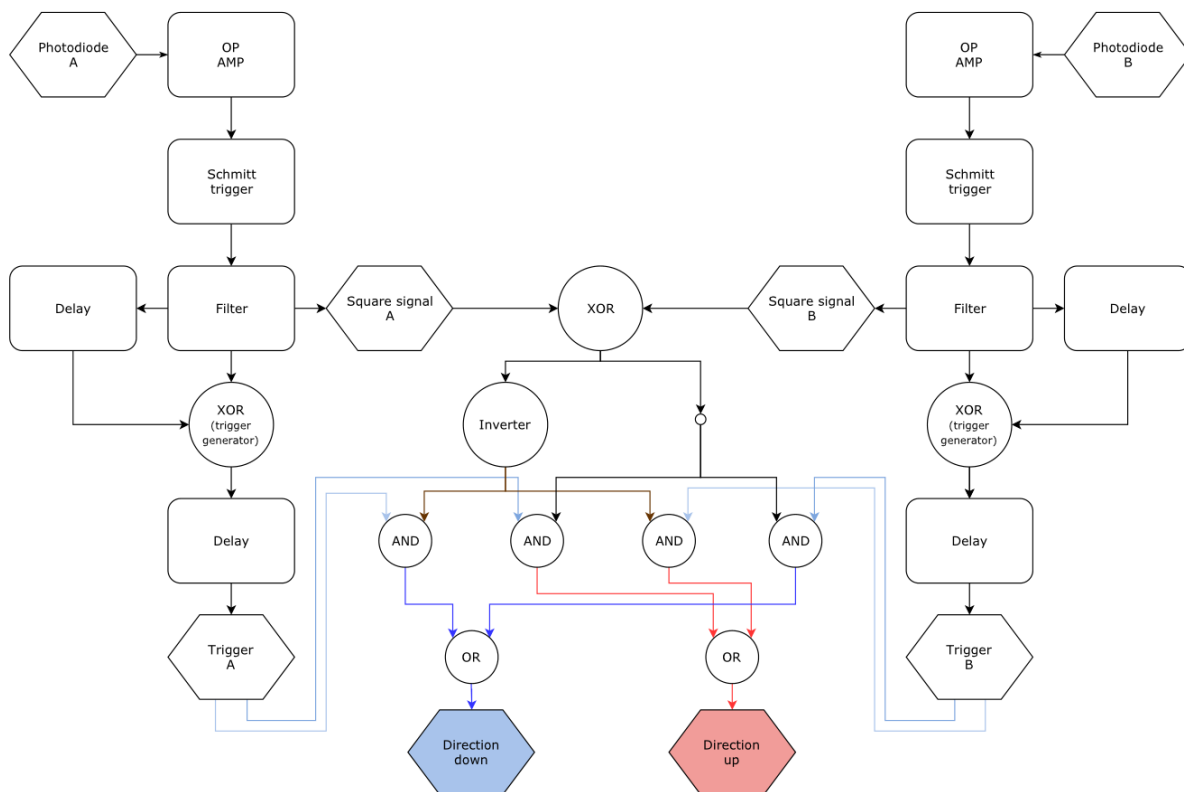 Photodiode
A
OP
AMP
OP
AMP
Photodiode
B
Schmitt
trigger
Schmitt
trigger
Delay
Filter
Square signal
A
XOR
Square signal
B
Filter
Delay
XOR
(trigger
generator)
Inverter
XOR
(trigger
generator)
Delay
AND
AND
AND
AND
Delay
Trigger
A
OR
OR
Trigger
B
Direction
down
Direction
up